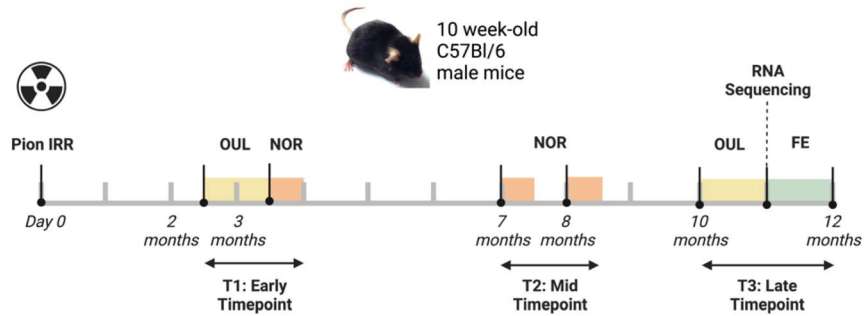 10 week-old
C57Bl/6
male mice
RNA
Sequencing
Pion IRR
OUL
NOR
NOR
OUL
FE
Day 0
2
months
3
months
7
months
8
months
10
months
12
months
T1: Early
Timepoint
T2: Mid
Timepoint
T3: Late
Timepoint